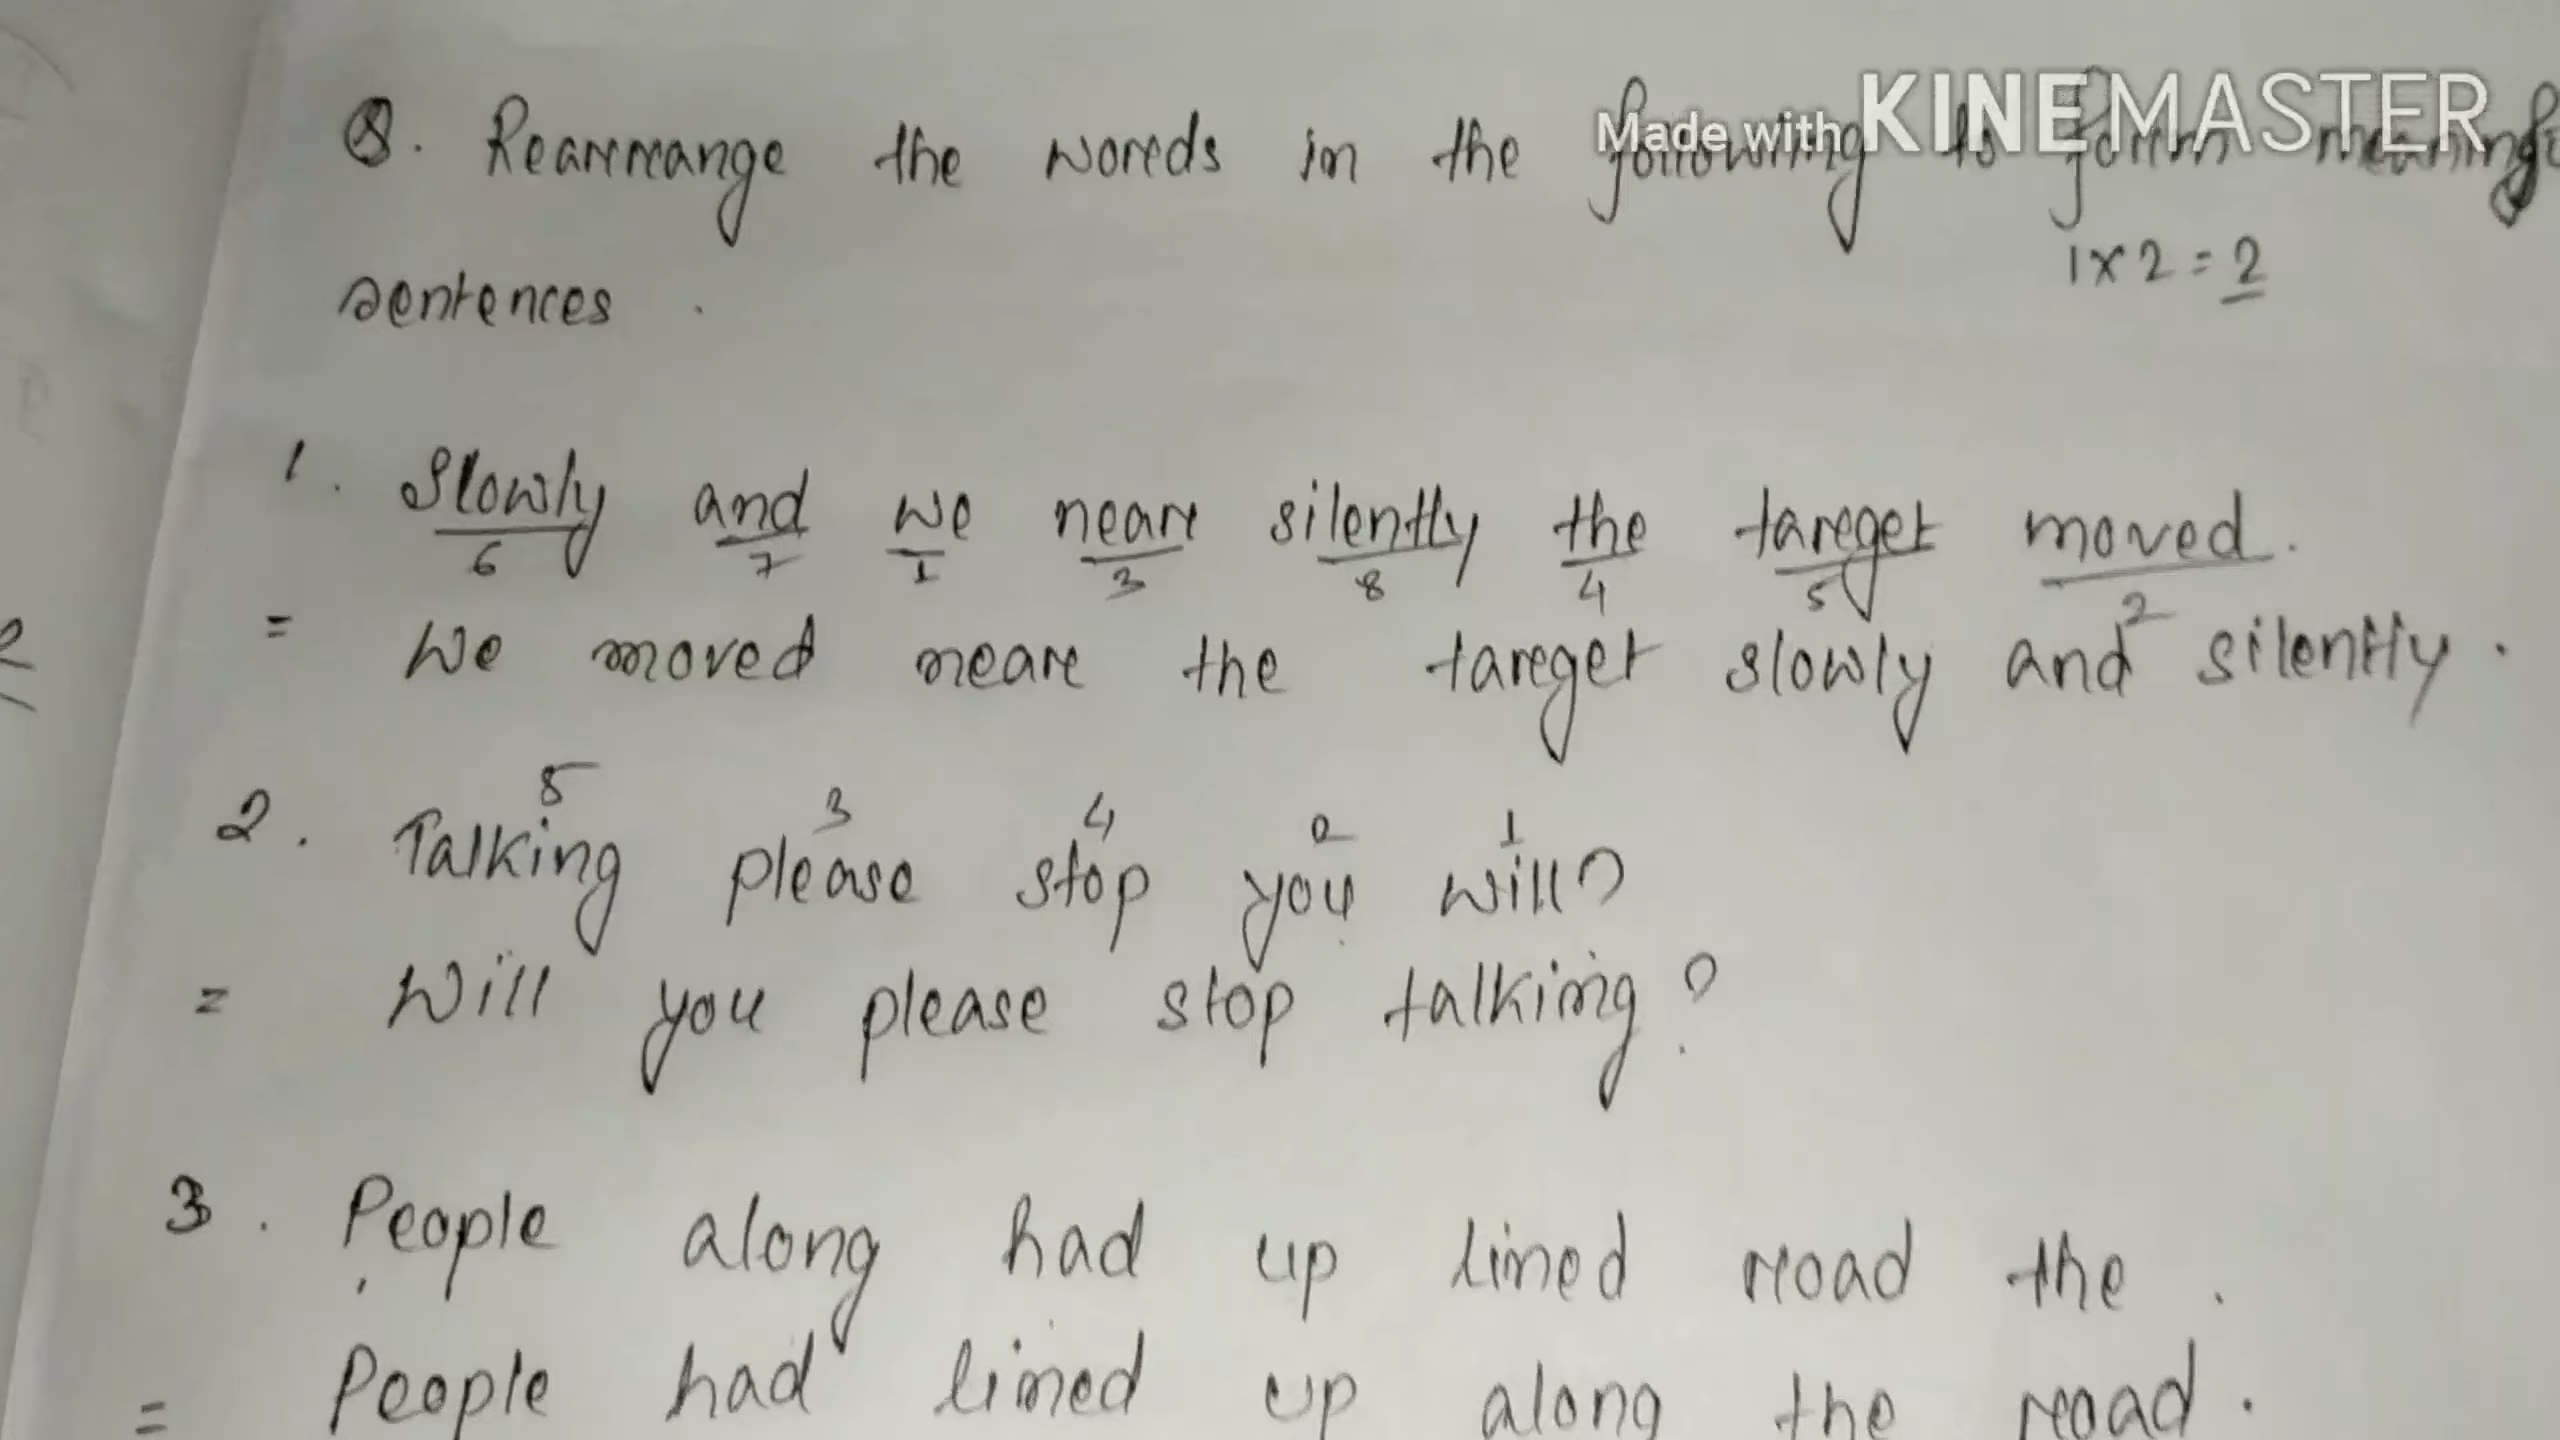 Made with KINEMASTER
Q. Rearrange the words in the following to form meaningf
1 x 2 = 2
sentences.
1. Slowly and we near silently the target moved.
6 7 1 3 8 4 5 2
= We moved near the target slowly and silently.
5 3 4 2 1
2. Talking please stop you will?
= Will you please stop talking?
3. People along had up lined road the.
= People had lined up along the road.